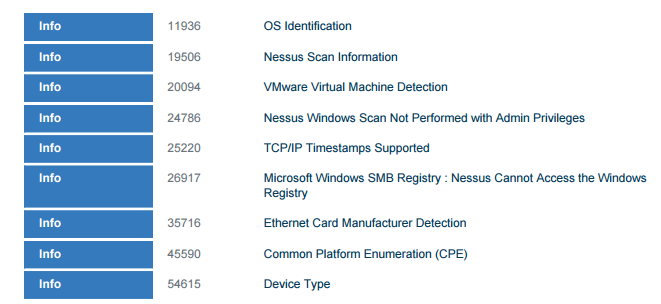 Info 11936 OS Identification
Info 19506 Nessus Scan Information
Info 20094 VMware Virtual Machine Detection
Info 24786 Nessus Windows Scan Not Performed with Admin Privileges
Info 25220 TCP/IP Timestamps Supported
Info 26917 Microsoft Windows SMB Registry : Nessus Cannot Access the Windows
Registry
Info 35716 Ethernet Card Manufacturer Detection
Info 45590 Common Platform Enumeration (CPE)
Info 54615 Device Type